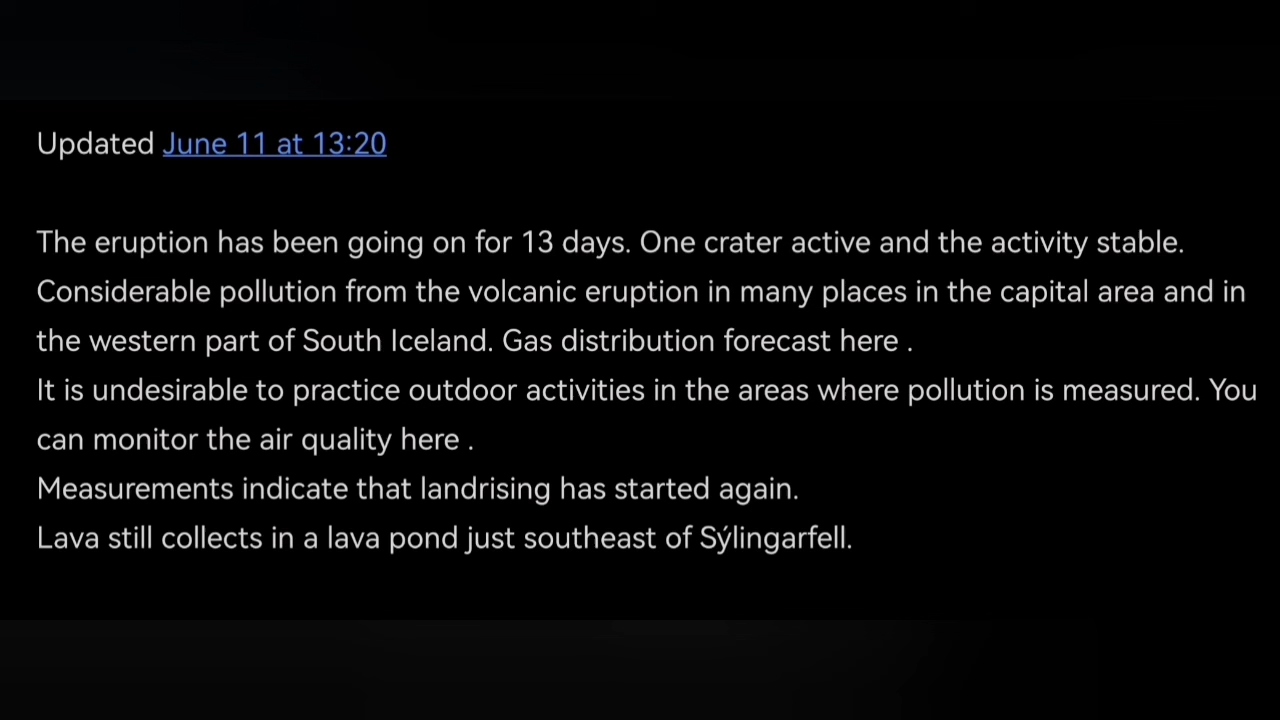 Updated June 11 at 13:20
The eruption has been going on for 13 days. One crater active and the activity stable.
Considerable pollution from the volcanic eruption in many places in the capital area and in
the western part of South Iceland. Gas distribution forecast here .
It is undesirable to practice outdoor activities in the areas where pollution is measured. You
can monitor the air quality here .
Measurements indicate that landrising has started again.
Lava still collects in a lava pond just southeast of Sýlingarfell.